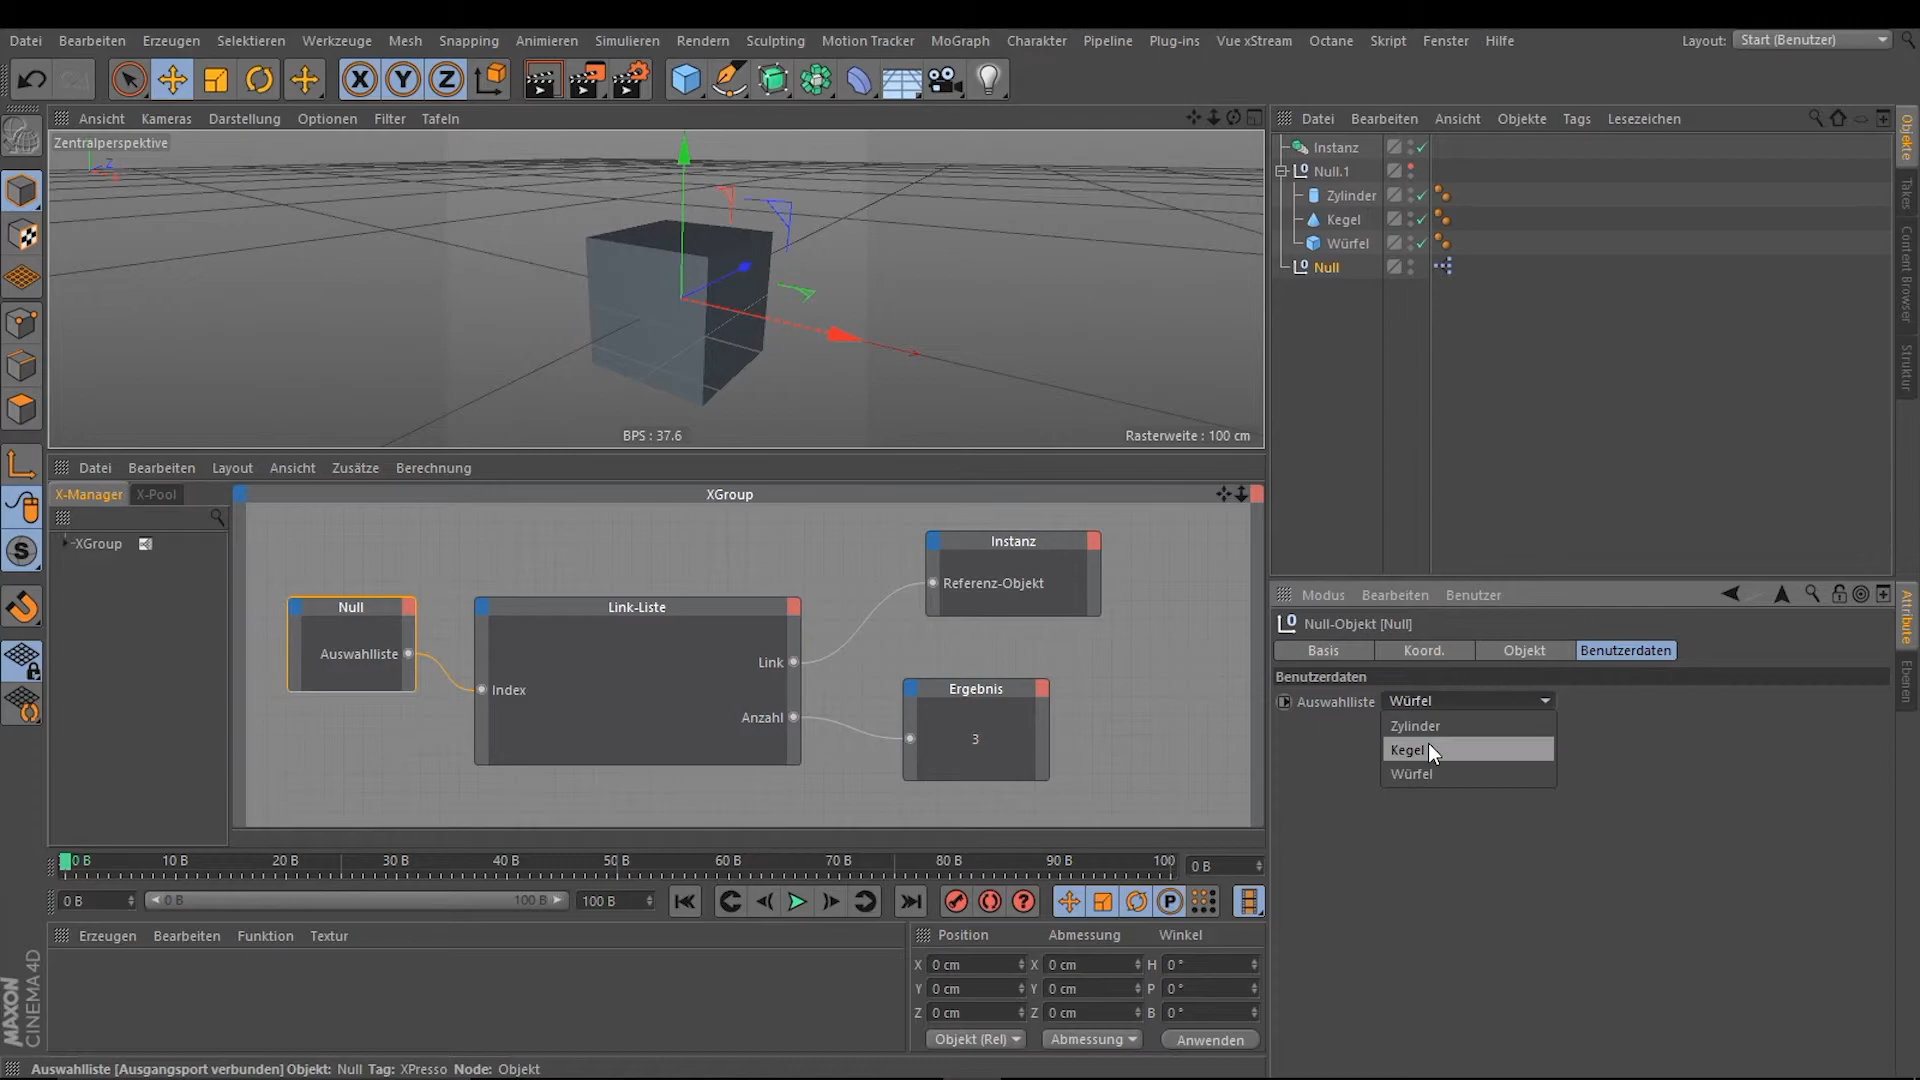 Datei Bearbeiten Erzeugen Selektieren Werkzeuge Mesh Snapping Animieren Simulieren Rendern Sculpting Motion Tracker MoGraph Charakter Pipeline Plug-ins Vue xStream Octane Skript Fenster Hilfe Layout: Start (Benutzer)
X Y Z
Ansicht Kameras Darstellung Optionen Filter Tafeln
Zentralperspektive
Z
BPS : 37.6
Rasterweite : 100 cm
Datei Bearbeiten Ansicht Objekte Tags Lesezeichen
Instanz
Null.1
Zylinder
Kegel
Würfel
Null
Objekte
Takes
Content Browser
Struktur
Datei Bearbeiten Layout Ansicht Zusätze Berechnung
X-Manager X-Pool
XGroup
XGroup
Null
Auswahlliste
Link-Liste
Link
Index
Anzahl
Instanz
Referenz-Objekt
Ergebnis
3
Modus Bearbeiten Benutzer
Null-Objekt [Null]
Basis Koord. Objekt Benutzerdaten
Benutzerdaten
Auswahlliste Würfel
Zylinder
Kegel
Würfel
Attribute
Ebenen
0 B 10 B 20 B 30 B 40 B 50 B 60 B 70 B 80 B 90 B 100 0 B
0 B 0 B 100 B 100 B P
Erzeugen Bearbeiten Funktion Textur
Position Abmessung Winkel
X 0 cm X 0 cm H 0 °
Y 0 cm Y 0 cm P 0 °
Z 0 cm Z 0 cm B 0 °
Objekt (Rel) Abmessung Anwenden
MAXON
CINEMA 4D
Auswahlliste [Ausgangsport verbunden] Objekt: Null Tag: XPresso Node: Objekt